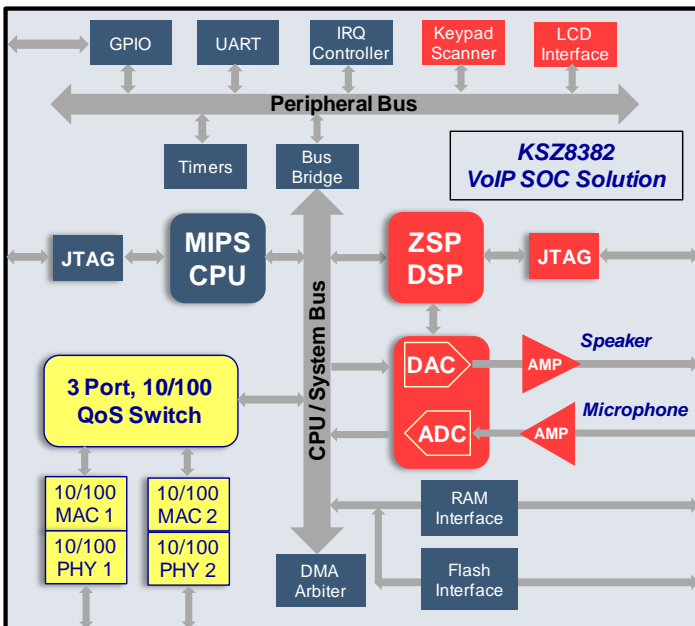 GPIO
UART
IRQ
Controller
Keypad
Scanner
LCD
Interface
Peripheral Bus
Timers
Bus
Bridge
KSZ8382
VoIP SOC Solution
JTAG
MIPS
CPU
ZSP
DSP
JTAG
CPU / System Bus
3 Port, 10/100
QoS Switch
DAC
AMP
Speaker
ADC
AMP
Microphone
10/100
MAC 1
10/100
MAC 2
10/100
PHY 1
10/100
PHY 2
RAM
Interface
DMA
Arbiter
Flash
Interface